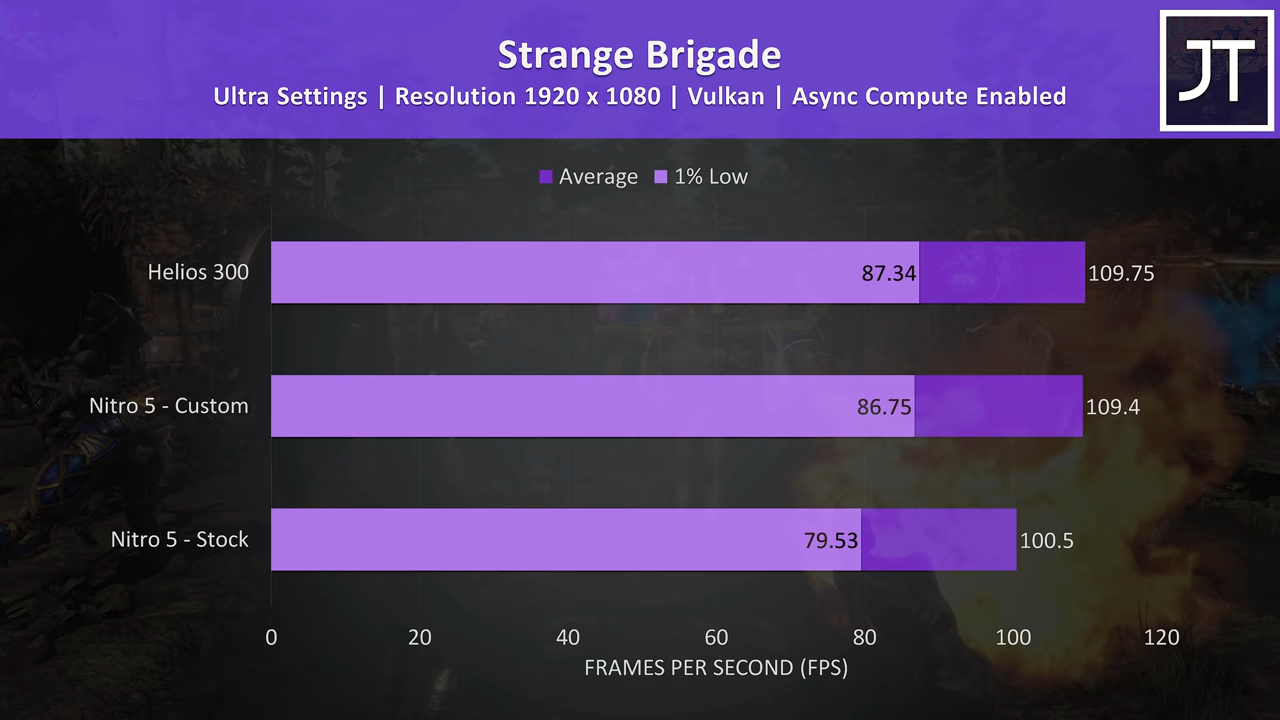 Strange Brigade
Ultra Settings | Resolution 1920 x 1080 | Vulkan | Async Compute Enabled
JT
Average 1% Low
Helios 300 87.34 109.75
Nitro 5 - Custom 86.75 109.4
Nitro 5 - Stock 79.53 100.5
0 20 40 60 80 100 120
FRAMES PER SECOND (FPS)